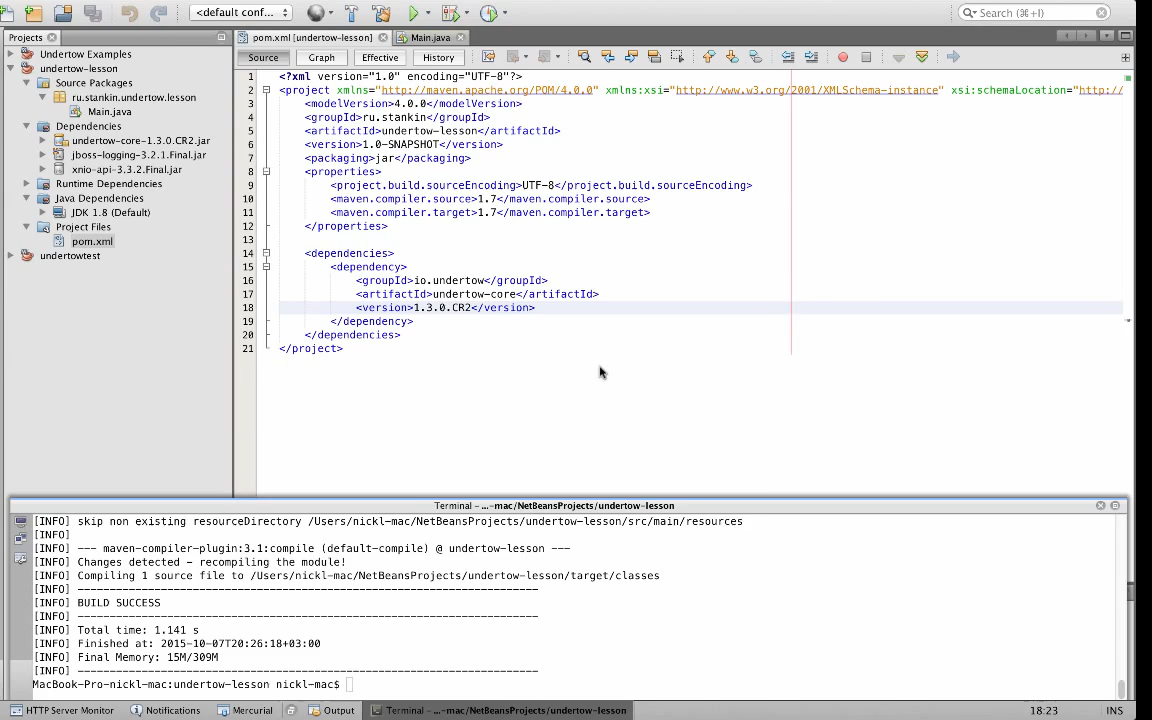 <default conf...
Search (⌘+I)
Projects
pom.xml [undertow-lesson]
Main.java
Undertow Examples
undertow-lesson
Source Packages
ru.stankin.undertow.lesson
Main.java
Dependencies
undertow-core-1.3.0.CR2.jar
jboss-logging-3.2.1.Final.jar
xnio-api-3.3.2.Final.jar
Runtime Dependencies
Java Dependencies
JDK 1.8 (Default)
Project Files
pom.xml
undertowtest
Source Graph Effective History
1 <?xml version="1.0" encoding="UTF-8"?>
2 <project xmlns="http://maven.apache.org/POM/4.0.0" xmlns:xsi="http://www.w3.org/2001/XMLSchema-instance" xsi:schemaLocation="http://
3 <modelVersion>4.0.0</modelVersion>
4 <groupId>ru.stankin</groupId>
5 <artifactId>undertow-lesson</artifactId>
6 <version>1.0-SNAPSHOT</version>
7 <packaging>jar</packaging>
8 <properties>
9 <project.build.sourceEncoding>UTF-8</project.build.sourceEncoding>
10 <maven.compiler.source>1.7</maven.compiler.source>
11 <maven.compiler.target>1.7</maven.compiler.target>
12 </properties>
13
14 <dependencies>
15 <dependency>
16 <groupId>io.undertow</groupId>
17 <artifactId>undertow-core</artifactId>
18 <version>1.3.0.CR2</version>
19 </dependency>
20 </dependencies>
21 </project>
Terminal - ...-mac/NetBeansProjects/undertow-lesson
[INFO] skip non existing resourceDirectory /Users/nickl-mac/NetBeansProjects/undertow-lesson/src/main/resources
[INFO]
[INFO] --- maven-compiler-plugin:3.1:compile (default-compile) @ undertow-lesson ---
[INFO] Changes detected - recompiling the module!
[INFO] Compiling 1 source file to /Users/nickl-mac/NetBeansProjects/undertow-lesson/target/classes
[INFO] ------------------------------------------------------------------------
[INFO] BUILD SUCCESS
[INFO] ------------------------------------------------------------------------
[INFO] Total time: 1.141 s
[INFO] Finished at: 2015-10-07T20:26:18+03:00
[INFO] Final Memory: 15M/309M
[INFO] ------------------------------------------------------------------------
MacBook-Pro-nickl-mac:undertow-lesson nickl-mac$
HTTP Server Monitor Notifications Mercurial Output Terminal - ...-mac/NetBeansProjects/undertow-lesson 18:23 INS